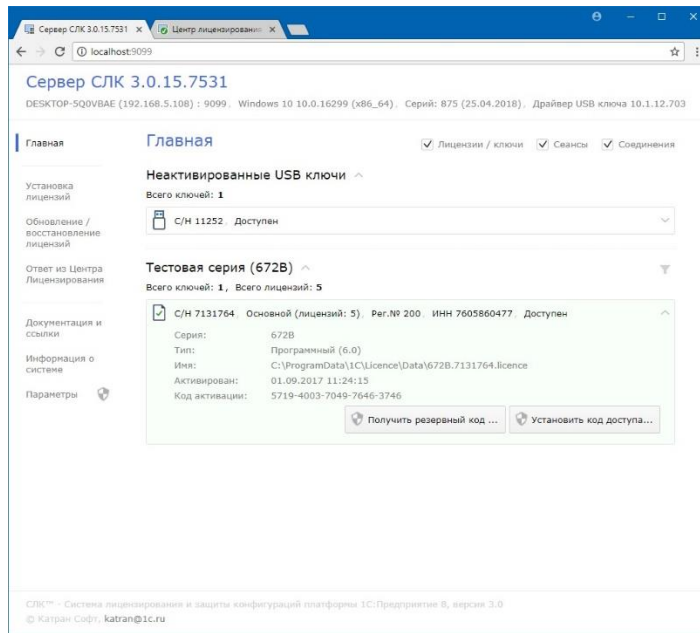 Сервер СЛК 3.0.15.7531
Центр лицензирования
localhost:9099
Сервер СЛК 3.0.15.7531
DESKTOP-5Q0VBAE (192.168.5.108) : 9099, Windows 10 10.0.16299 (x86_64), Серий: 875 (25.04.2018), Драйвер USB ключа 10.1.12.703
Главная
Установка
лицензий
Обновление /
восстановление
лицензий
Ответ из Центра
Лицензирования
Документация и
ссылки
Информация о
системе
Параметры
Главная
Лицензии / ключи
Сеансы
Соединения
Неактивированные USB ключи
Всего ключей: 1
С/Н 11252, Доступен
Тестовая серия (672B)
Всего ключей: 1, Всего лицензий: 5
С/Н 7131764, Основной (лицензий: 5), Рег.№ 200, ИНН 7605860477, Доступен
Серия: 672B
Тип: Программный (6.0)
Имя: C:\ProgramData\1C\Licence\Data\672B.7131764.licence
Активирован: 01.09.2017 11:24:15
Код активации: 5719-4003-7049-7646-3746
Получить резервный код ...
Установить код доступа...
СЛК™ - Система лицензирования и защиты конфигураций платформы 1С:Предприятие 8, версия 3.0
© Катран Софт, katran@1c.ru